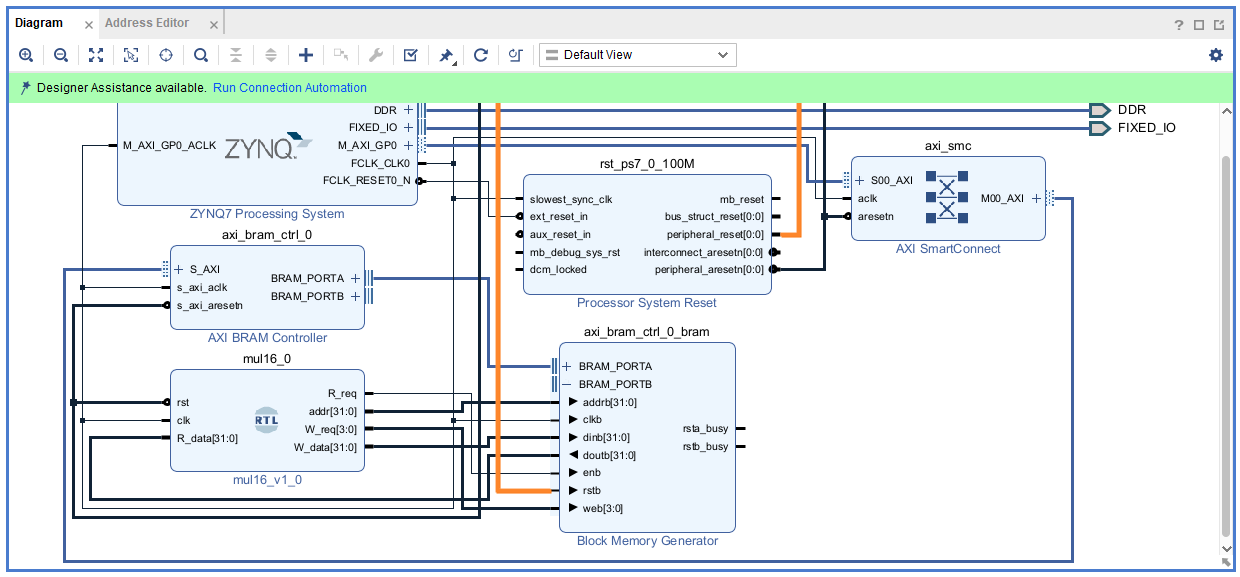 Diagram
Address Editor
Default View
Designer Assistance available. Run Connection Automation
DDR
FIXED_IO
M_AXI_GP0_ACLK
ZYNQ
M_AXI_GP0
FCLK_CLK0
FCLK_RESET0_N
ZYNQ7 Processing System
DDR
FIXED_IO
rst_ps7_0_100M
slowest_sync_clk
ext_reset_in
aux_reset_in
mb_debug_sys_rst
dcm_locked
mb_reset
bus_struct_reset[0:0]
peripheral_reset[0:0]
interconnect_aresetn[0:0]
peripheral_aresetn[0:0]
Processor System Reset
axi_smc
S00_AXI
aclk
aresetn
M00_AXI
AXI SmartConnect
axi_bram_ctrl_0
S_AXI
s_axi_aclk
s_axi_aresetn
BRAM_PORTA
BRAM_PORTB
AXI BRAM Controller
mul16_0
rst
clk
R_data[31:0]
RTL
R_req
addr[31:0]
W_req[3:0]
W_data[31:0]
mul16_v1_0
axi_bram_ctrl_0_bram
BRAM_PORTA
BRAM_PORTB
addrb[31:0]
clkb
dinb[31:0]
doutb[31:0]
enb
rstb
web[3:0]
rsta_busy
rstb_busy
Block Memory Generator